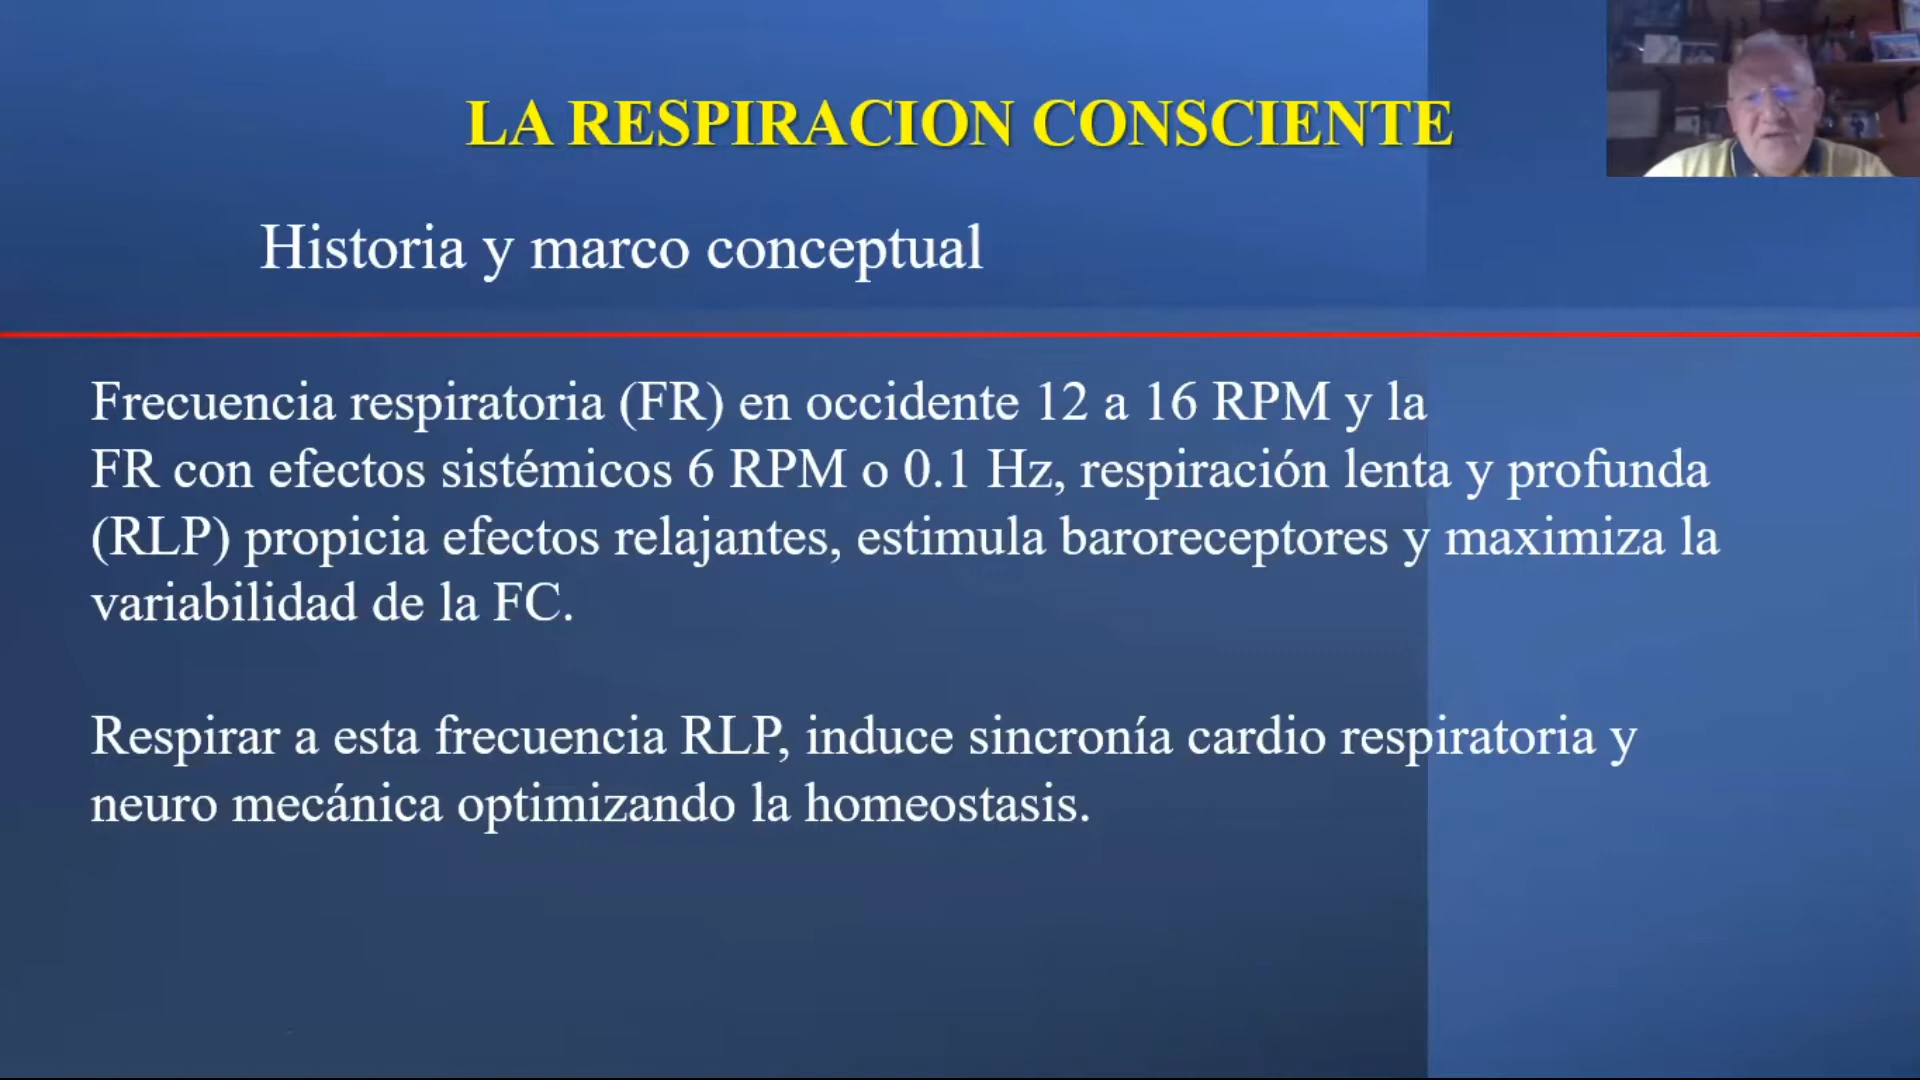 LA RESPIRACION CONSCIENTE
Historia y marco conceptual
Frecuencia respiratoria (FR) en occidente 12 a 16 RPM y la
FR con efectos sistémicos 6 RPM o 0.1 Hz, respiración lenta y profunda
(RLP) propicia efectos relajantes, estimula baroreceptores y maximiza la
variabilidad de la FC.
Respirar a esta frecuencia RLP, induce sincronía cardio respiratoria y
neuro mecánica optimizando la homeostasis.